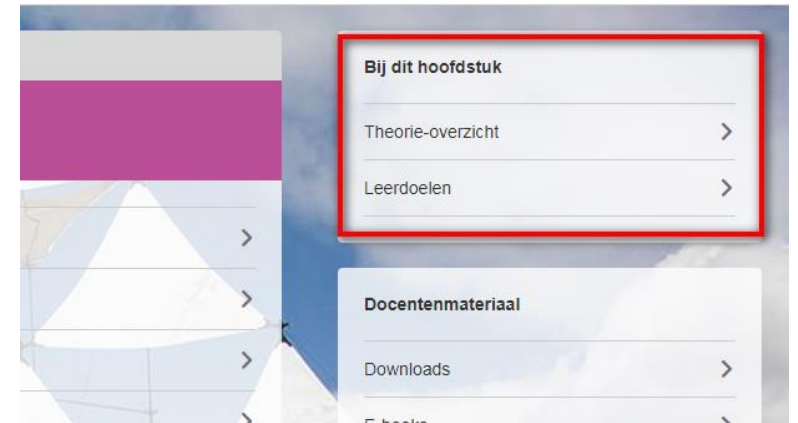 Bij dit hoofdstuk
Theorie-overzicht
Leerdoelen
Docentenmateriaal
Downloads